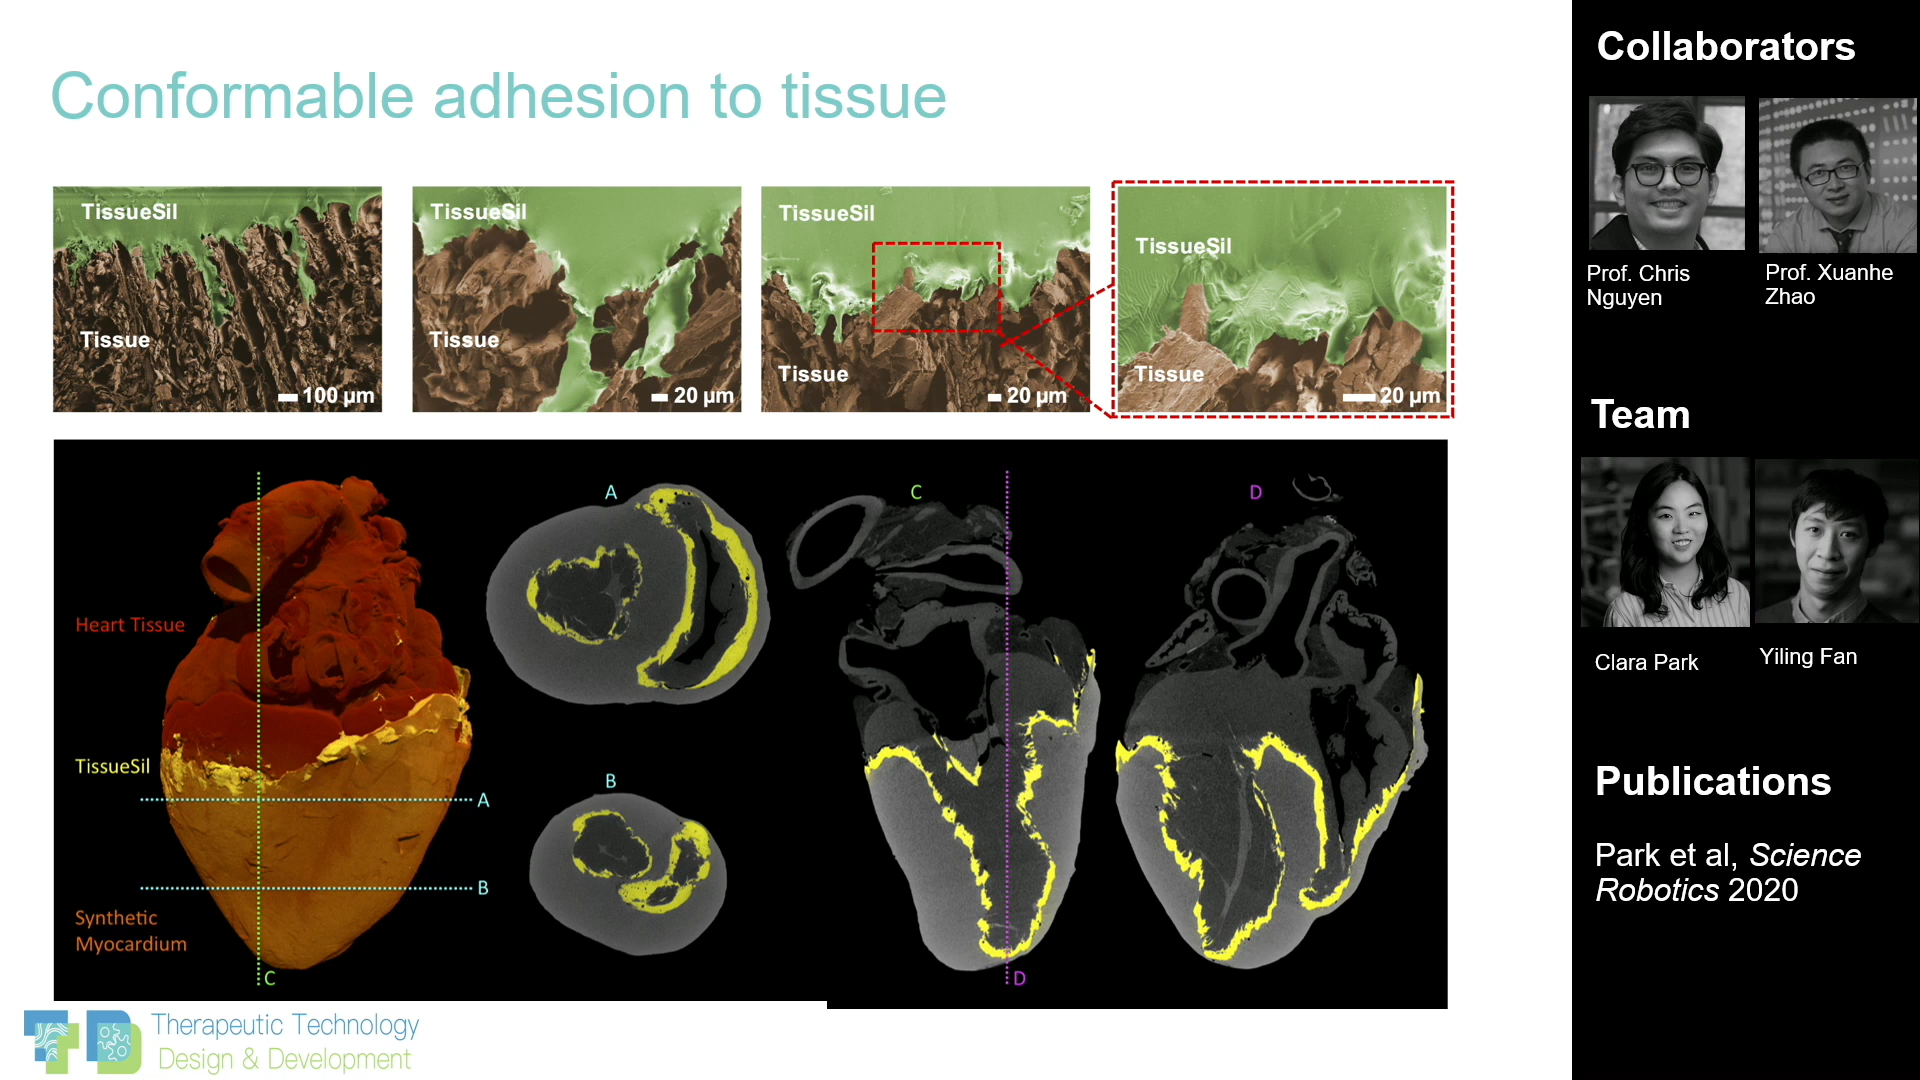 Conformable adhesion to tissue
TissueSil
Tissue
100 µm
TissueSil
Tissue
20 µm
TissueSil
Tissue
20 µm
TissueSil
Tissue
20 µm
Heart Tissue
TissueSil
Synthetic
Myocardium
A
B
C
A
B
C
D
D
Therapeutic Technology
Design & Development
Collaborators
Prof. Chris
Nguyen
Prof. Xuanhe
Zhao
Team
Clara Park
Yiling Fan
Publications
Park et al, Science
Robotics 2020